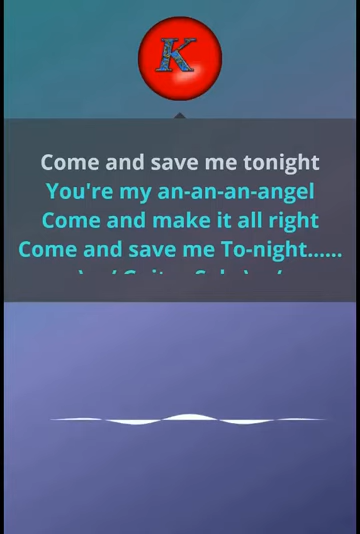 K
Come and save me tonight
You're my an-an-an-angel
Come and make it all right
Come and save me To-night......